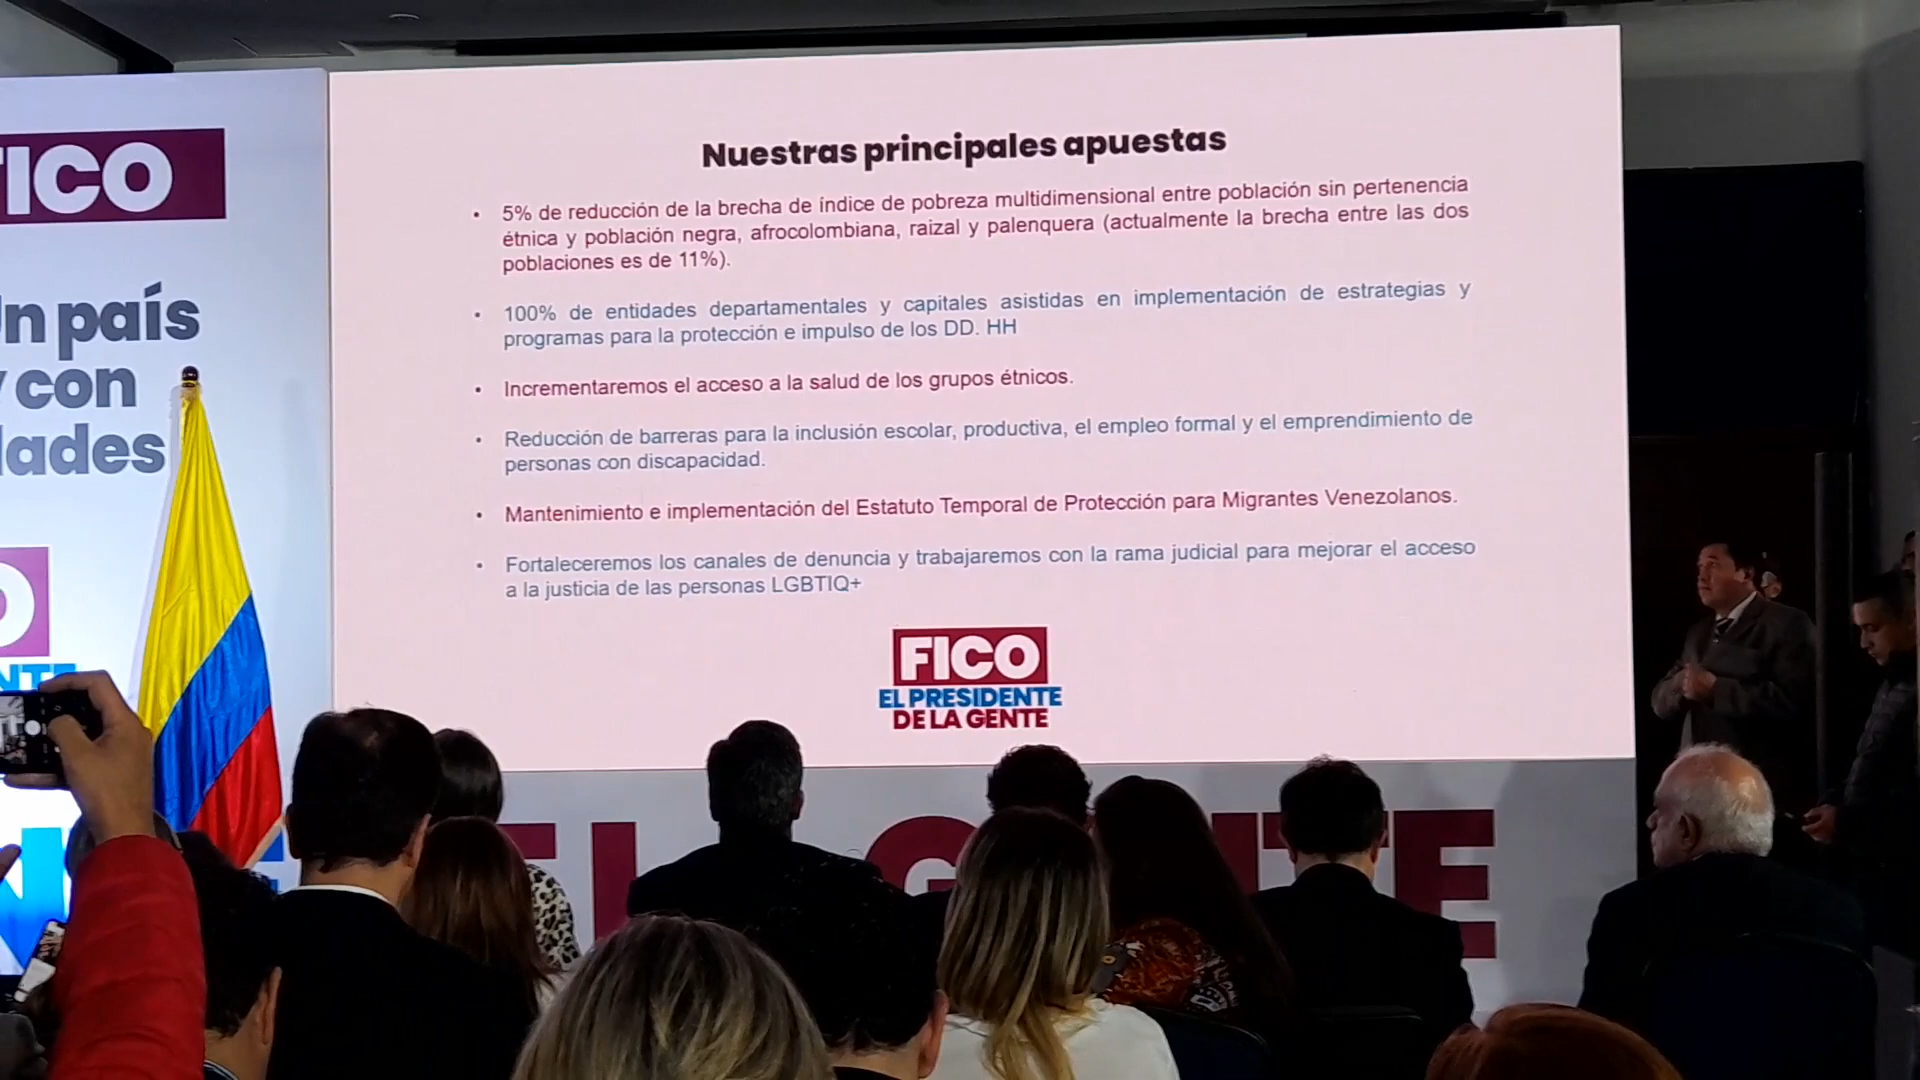 ICO
n país
con
dades
NTE
Nuestras principales apuestas
• 5% de reducción de la brecha de índice de pobreza multidimensional entre población sin pertenencia
étnica y población negra, afrocolombiana, raizal y palenquera (actualmente la brecha entre las dos
poblaciones es de 11%).
• 100% de entidades departamentales y capitales asistidas en implementación de estrategias y
programas para la protección e impulso de los DD. HH
• Incrementaremos el acceso a la salud de los grupos étnicos.
• Reducción de barreras para la inclusión escolar, productiva, el empleo formal y el emprendimiento de
personas con discapacidad.
• Mantenimiento e implementación del Estatuto Temporal de Protección para Migrantes Venezolanos.
• Fortaleceremos los canales de denuncia y trabajaremos con la rama judicial para mejorar el acceso
a la justicia de las personas LGBTIQ+
FICO
EL PRESIDENTE
DE LA GENTE